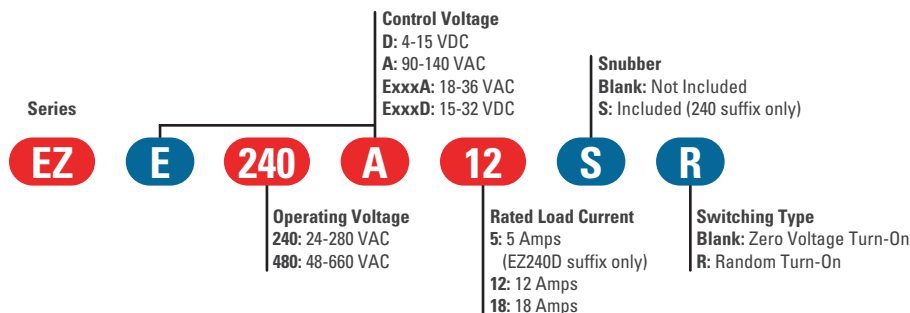 Control Voltage
D: 4-15 VDC
A: 90-140 VAC
ExxxA: 18-36 VAC
ExxxD: 15-32 VDC
Snubber
Blank: Not Included
S: Included (240 suffix only)
Series
EZ E 240 A 12 S R
Operating Voltage
240: 24-280 VAC
480: 48-660 VAC
Rated Load Current
5: 5 Amps
(EZ240D suffix only)
12: 12 Amps
18: 18 Amps
Switching Type
Blank: Zero Voltage Turn-On
R: Random Turn-On